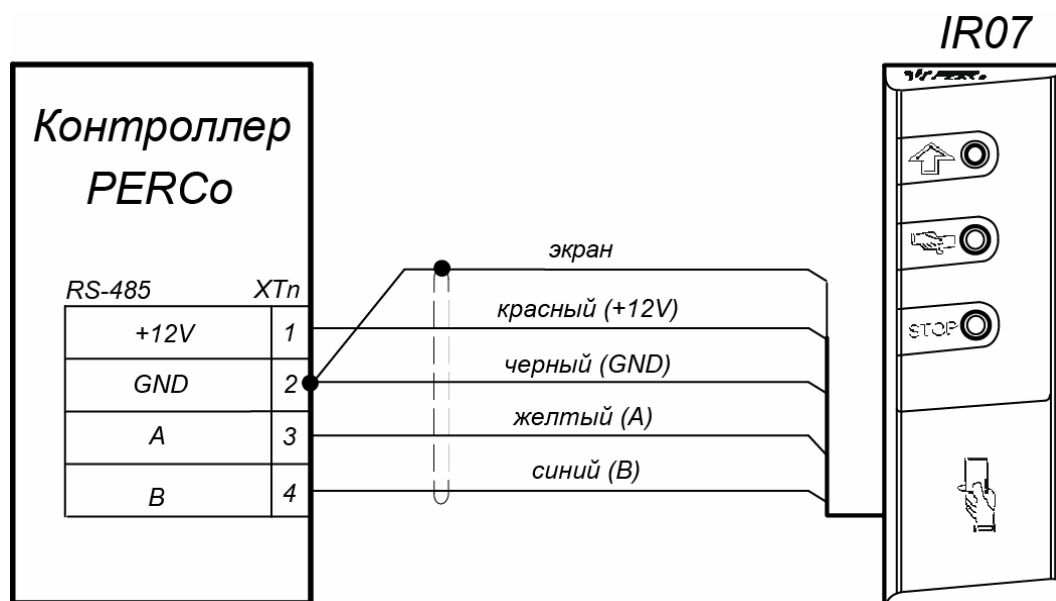 IR07
Контроллер
PERCo
экран
RS-485 XTn
красный (+12V)
+12V 1
черный (GND)
GND 2
желтый (A)
A 3
синий (B)
B 4
STOP